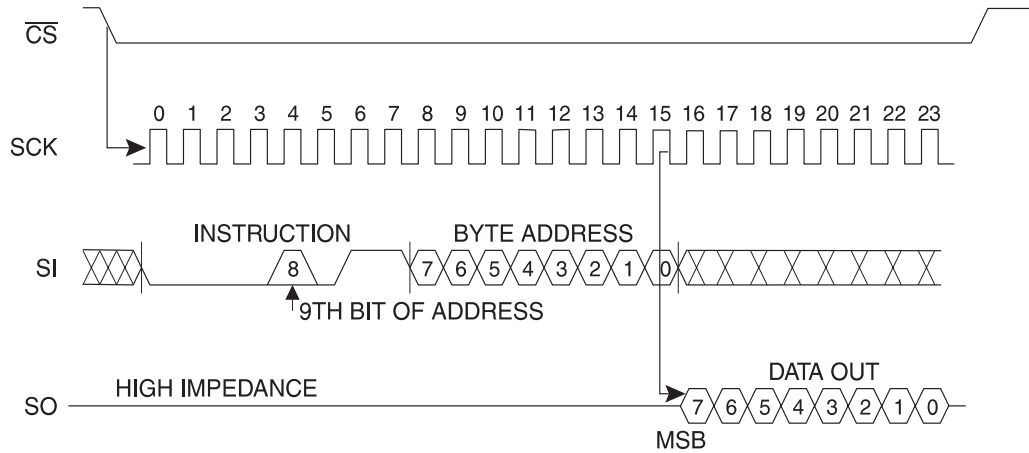 CS
0 1 2 3 4 5 6 7 8 9 10 11 12 13 14 15 16 17 18 19 20 21 22 23
SCK
INSTRUCTION BYTE ADDRESS
SI 8 7 6 5 4 3 2 1 0
9TH BIT OF ADDRESS
HIGH IMPEDANCE DATA OUT
SO 7 6 5 4 3 2 1 0
MSB